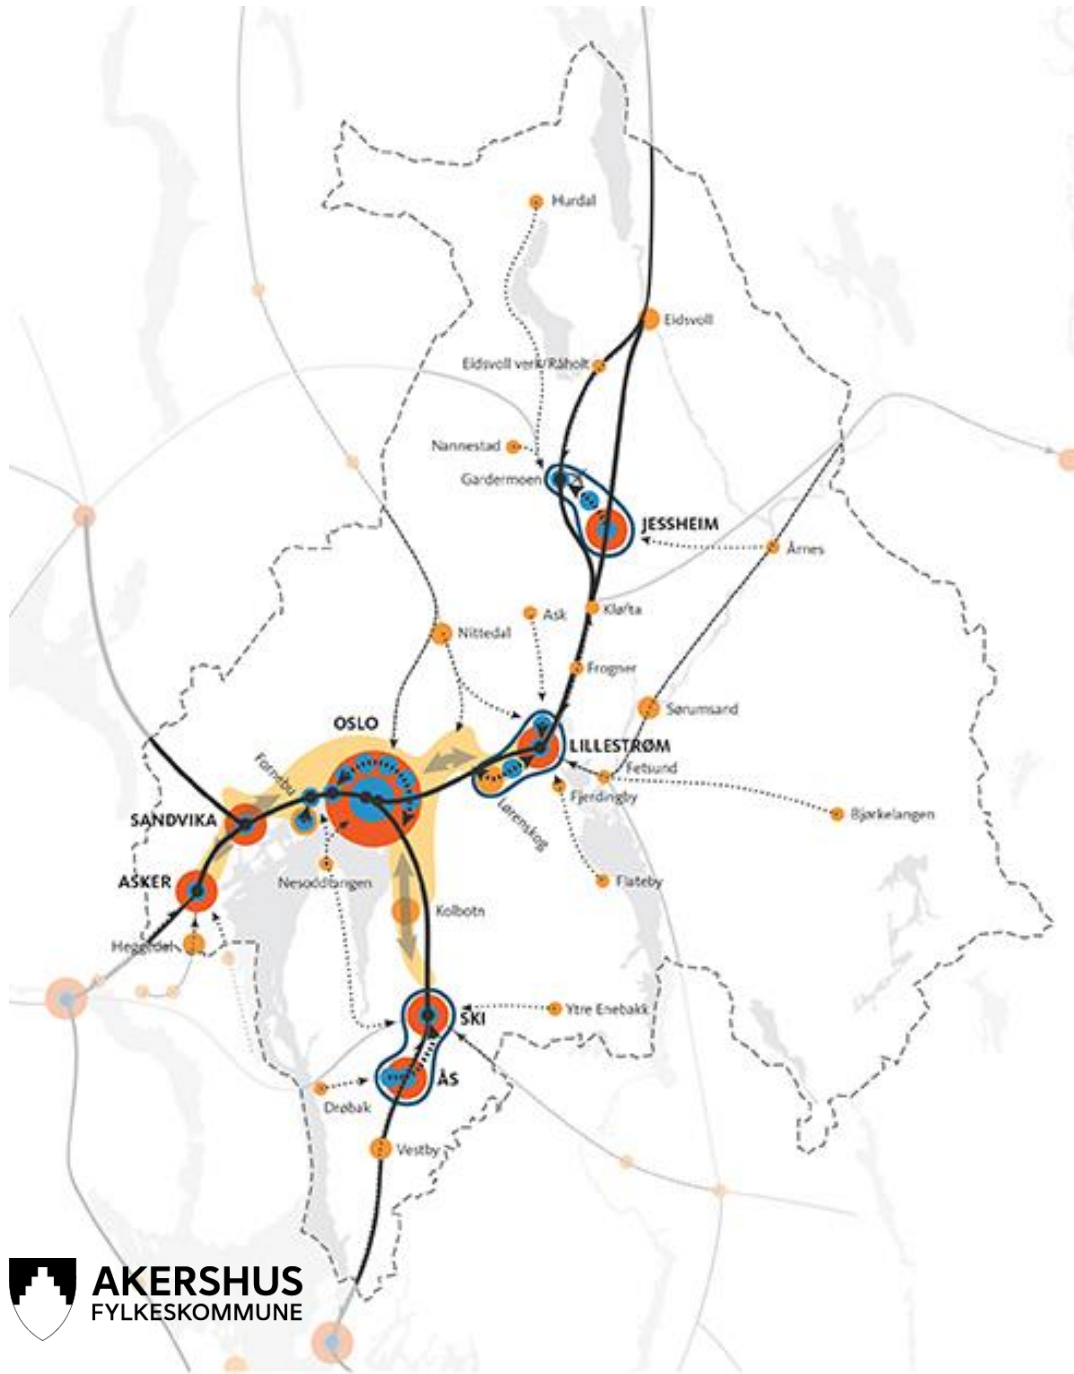 Hurdal
Eidsvoll
Eidsvoll verk/Råholt
Nannestad
Gardermoen
JESSHEIM
Årnes
Ask
Kløfta
Nittedal
Frogner
Sørumsand
OSLO
LILLESTRØM
Fornebu
Fetsund
Fjerdingby
Lørenskog
SANDVIKA
Bjørkelangen
ASKER
Nesoddtangen
Flateby
Kolbotn
Heggedal
Ytre Enebakk
SKI
ÅS
Drøbak
Vestby
AKERSHUS
FYLKESKOMMUNE